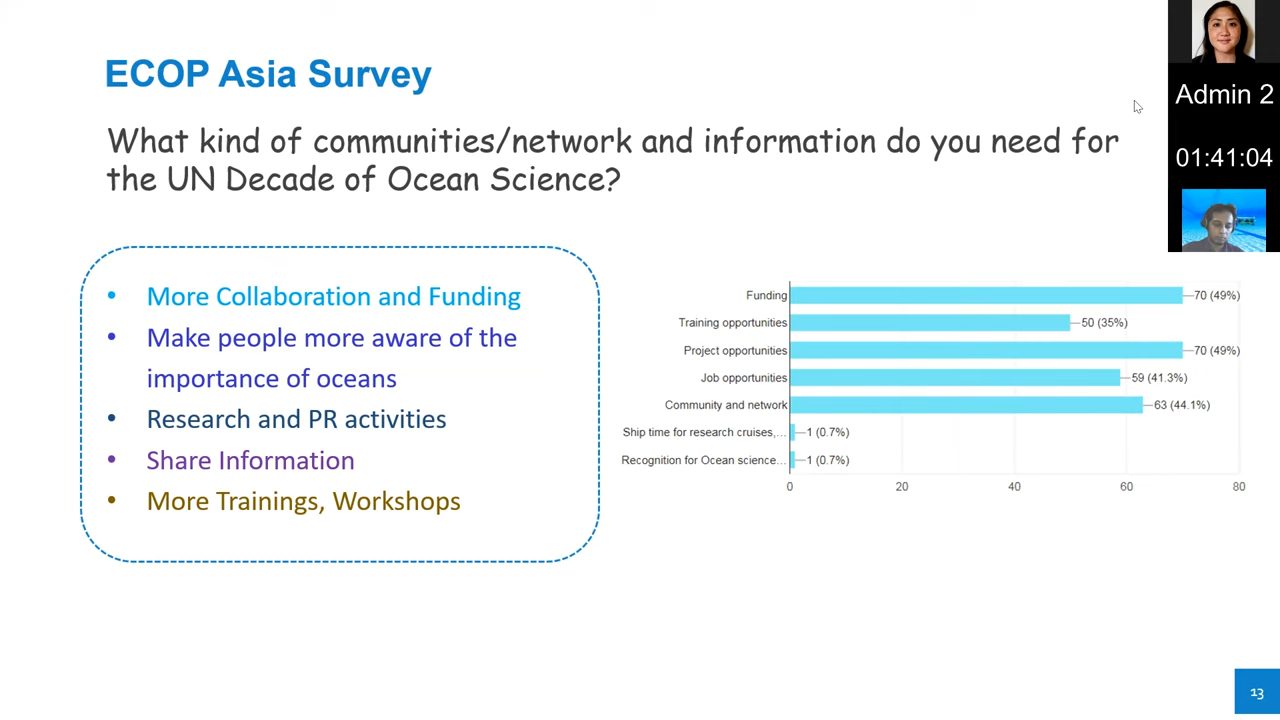 ECOP Asia Survey
Admin 2
What kind of communities/network and information do you need for
the UN Decade of Ocean Science?
01:41:04
• More Collaboration and Funding
• Make people more aware of the
importance of oceans
• Research and PR activities
• Share Information
• More Trainings, Workshops
Funding 70 (49%)
Training opportunities 50 (35%)
Project opportunities 70 (49%)
Job opportunities 59 (41.3%)
Community and network 63 (44.1%)
Ship time for research cruises,... 1 (0.7%)
Recognition for Ocean science... 1 (0.7%)
0 20 40 60 80
13